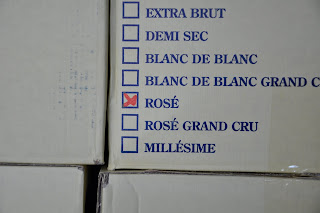 EXTRA BRUT
DEMI SEC
BLANC DE BLANC
BLANC DE BLANC GRAND C
ROSÉ
ROSÉ GRAND CRU
MILLÉSIME